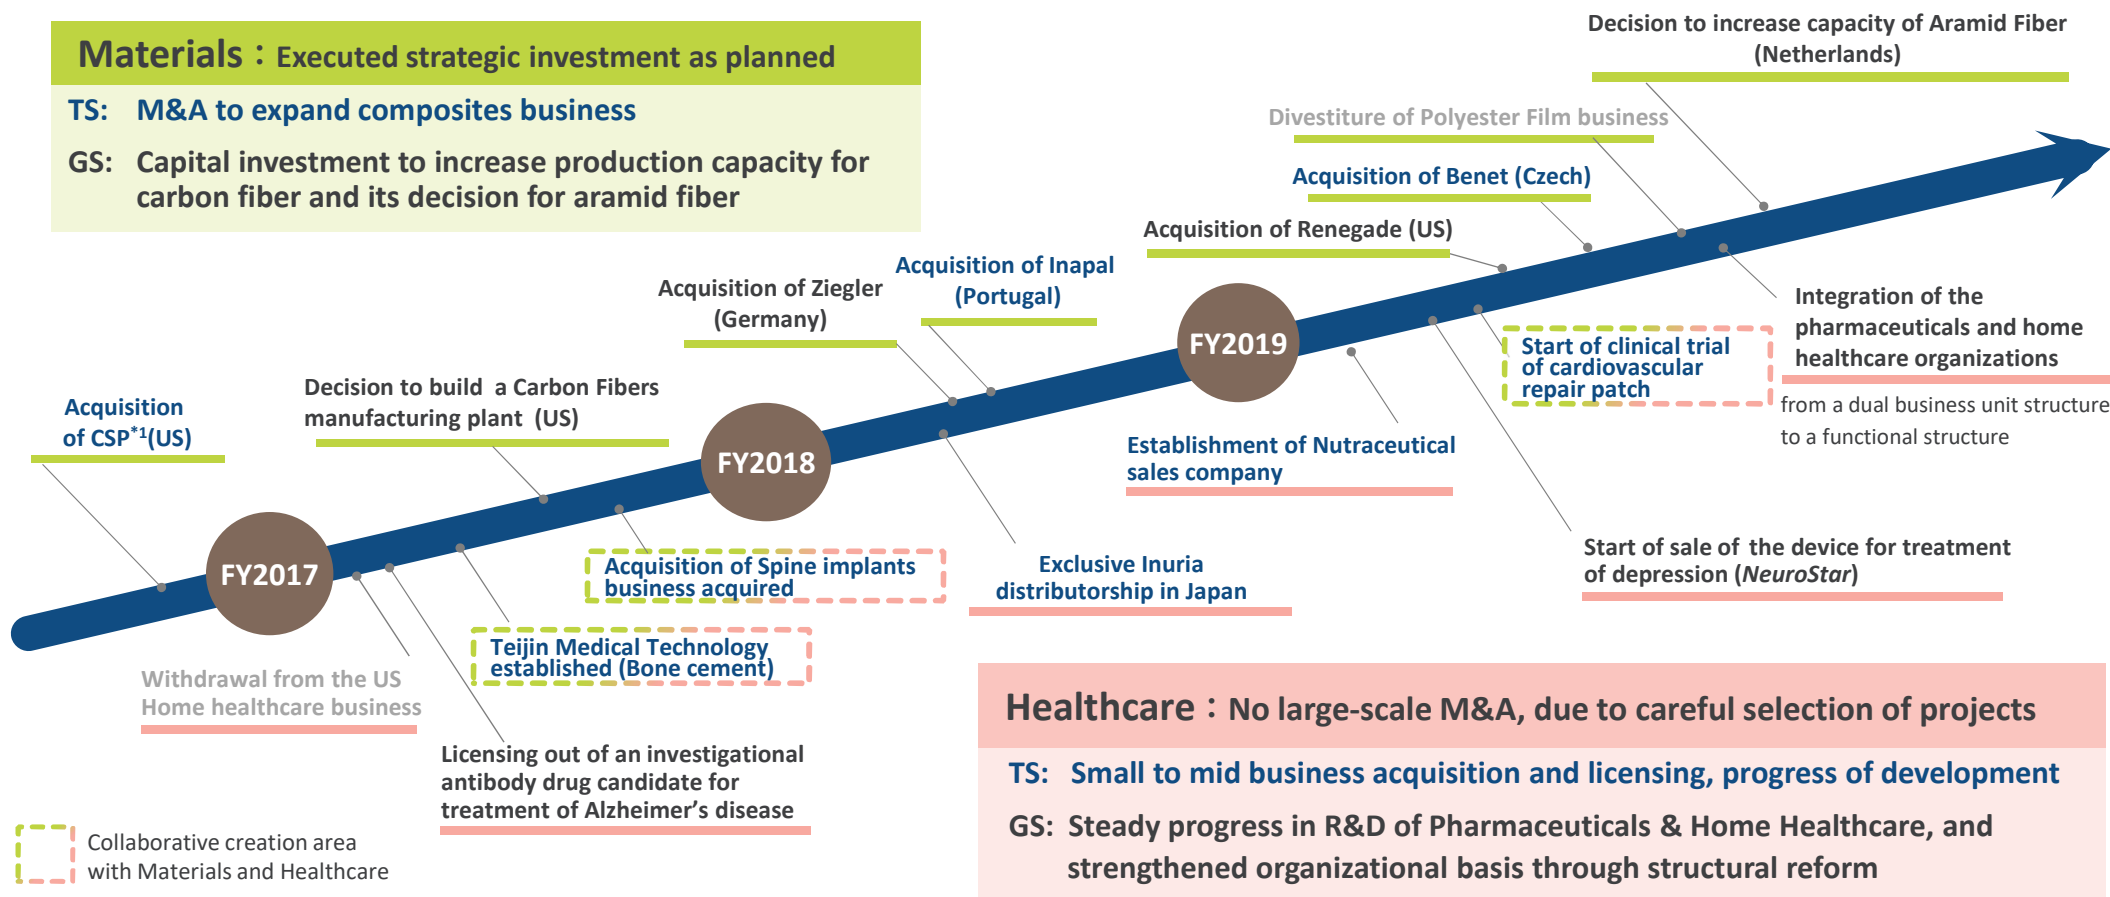 Materials：Executed strategic investment as planned
TS: M&A to expand composites business
GS: Capital investment to increase production capacity for
carbon fiber and its decision for aramid fiber
Decision to increase capacity of Aramid Fiber
(Netherlands)
Divestiture of Polyester Film business
Acquisition of Benet (Czech)
Acquisition of Renegade (US)
Acquisition of Inapal
(Portugal)
Acquisition of Ziegler
(Germany)
Decision to build a Carbon Fibers
manufacturing plant (US)
Acquisition
of CSP*1(US)
FY2017
FY2018
FY2019
Withdrawal from the US
Home healthcare business
Licensing out of an investigational
antibody drug candidate for
treatment of Alzheimer’s disease
Teijin Medical Technology
established (Bone cement)
Acquisition of Spine implants
business acquired
Exclusive Inuria
distributorship in Japan
Establishment of Nutraceutical
sales company
Start of sale of the device for treatment
of depression (NeuroStar)
Start of clinical trial
of cardiovascular
repair patch
Integration of the
pharmaceuticals and home
healthcare organizations
from a dual business unit structure
to a functional structure
Healthcare：No large-scale M&A, due to careful selection of projects
TS: Small to mid business acquisition and licensing, progress of development
GS: Steady progress in R&D of Pharmaceuticals & Home Healthcare, and
strengthened organizational basis through structural reform
Collaborative creation area
with Materials and Healthcare